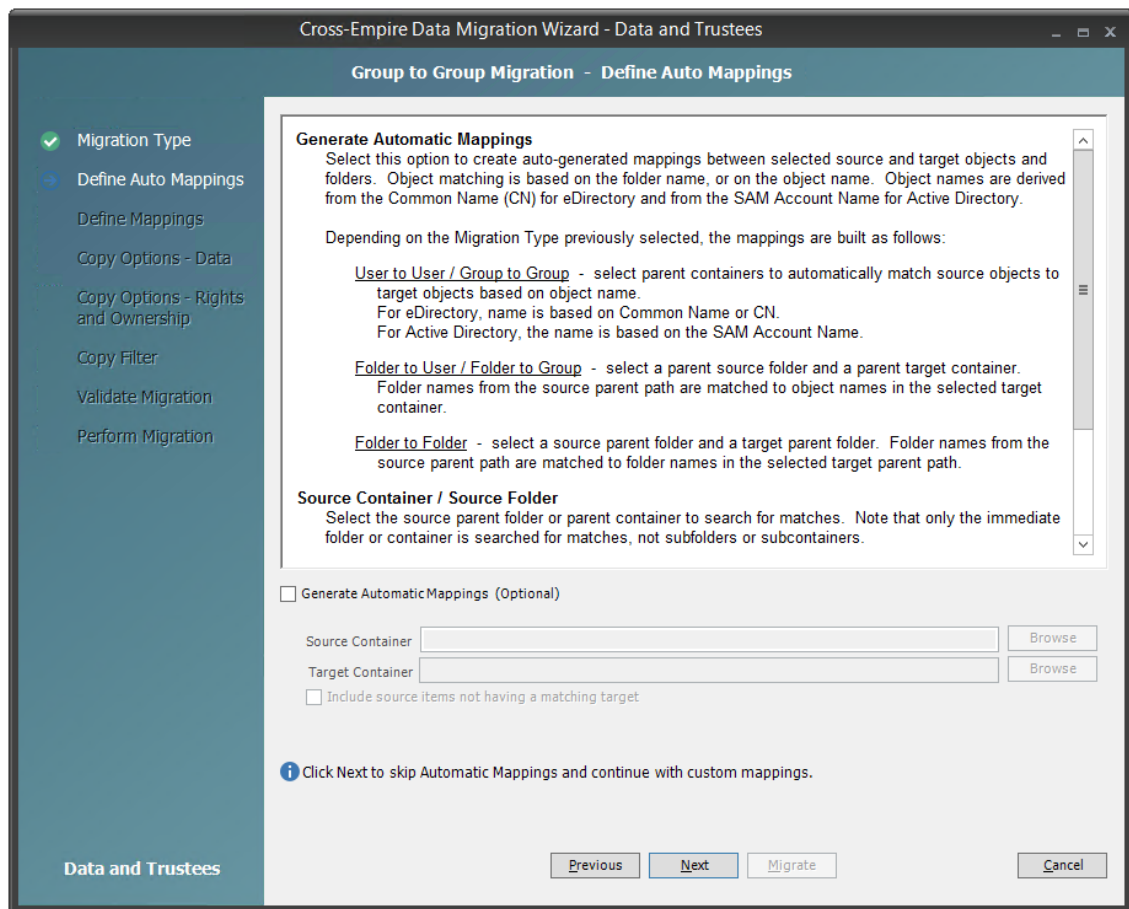 Cross-Empire Data Migration Wizard - Data and Trustees
Group to Group Migration - Define Auto Mappings
Migration Type
Define Auto Mappings
Define Mappings
Copy Options - Data
Copy Options - Rights
and Ownership
Copy Filter
Validate Migration
Perform Migration
Data and Trustees
Generate Automatic Mappings
Select this option to create auto-generated mappings between selected source and target objects and
folders. Object matching is based on the folder name, or on the object name. Object names are derived
from the Common Name (CN) for eDirectory and from the SAM Account Name for Active Directory.
Depending on the Migration Type previously selected, the mappings are built as follows:
User to User / Group to Group - select parent containers to automatically match source objects to
target objects based on object name.
For eDirectory, name is based on Common Name or CN.
For Active Directory, the name is based on the SAM Account Name.
Folder to User / Folder to Group - select a parent source folder and a parent target container.
Folder names from the source parent path are matched to object names in the selected target
container.
Folder to Folder - select a source parent folder and a target parent folder. Folder names from the
source parent path are matched to folder names in the selected target parent path.
Source Container / Source Folder
Select the source parent folder or parent container to search for matches. Note that only the immediate
folder or container is searched for matches, not subfolders or subcontainers.
Generate Automatic Mappings (Optional)
Source Container
Browse
Target Container
Browse
Include source items not having a matching target
Click Next to skip Automatic Mappings and continue with custom mappings.
Previous
Next
Migrate
Cancel